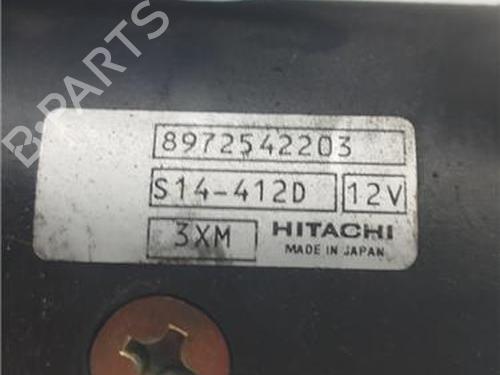 8972542203
S14-412D 12V
3XM HITACHI
MADE IN JAPAN
B-PARTS